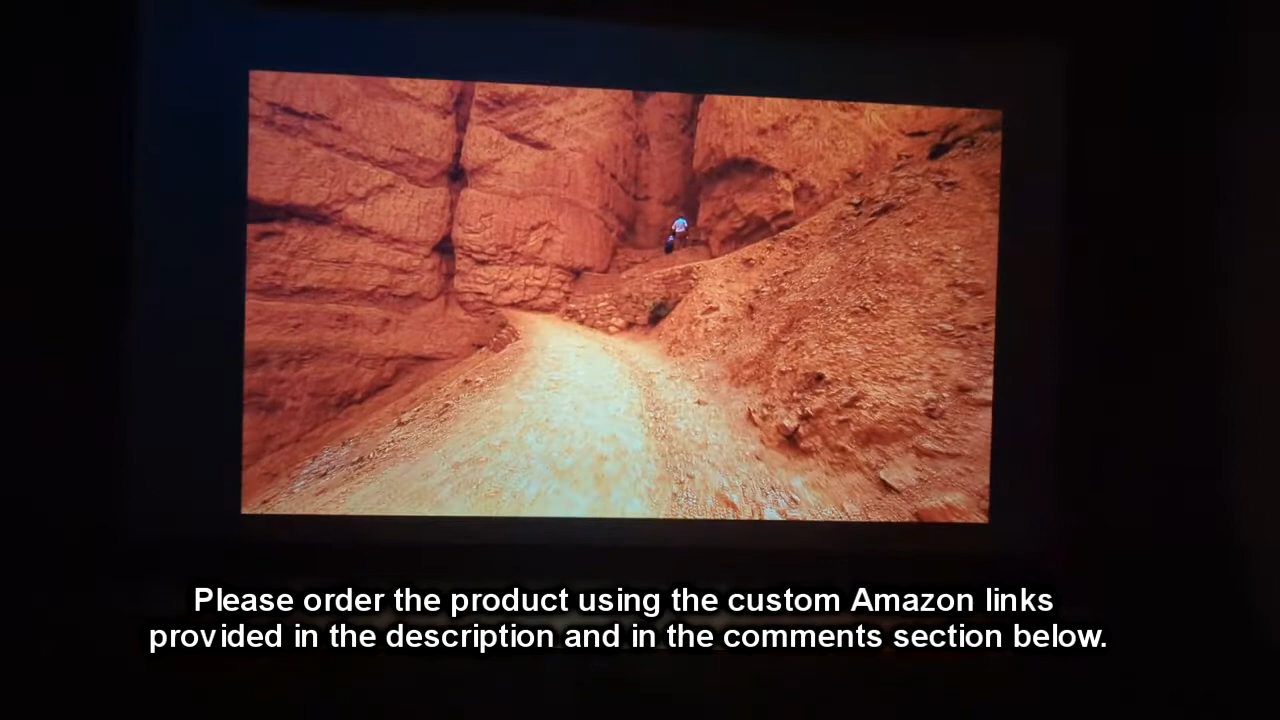 Please order the product using the custom Amazon links
provided in the description and in the comments section below.